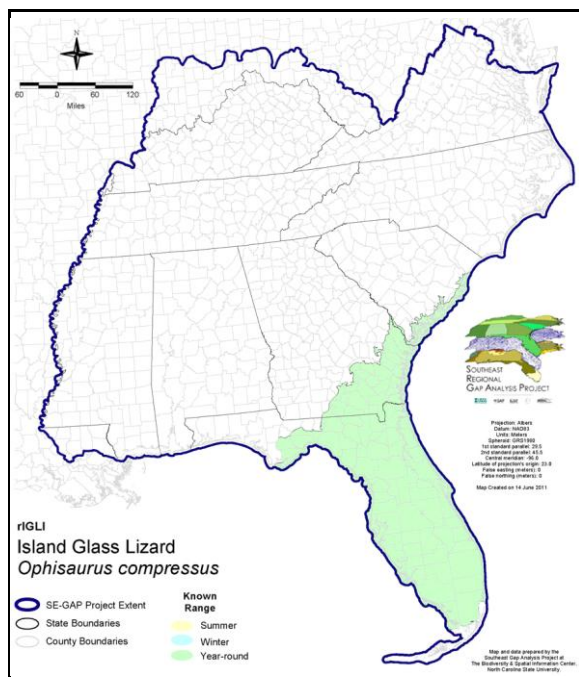 N
60 30 0 60 120
Miles
SOUTHEAST
REGIONAL
GAP ANALYSIS PROJECT
Projection: Albers
Datum: NAD83
Units: Meters
Spheroid: GRS1980
1st standard parallel: 29.5
2nd standard parallel: 45.5
Central meridian: -96.0
Latitude of projection's origin: 23.0
False easting (meters): 0
False northing (meters): 0
Map Created on 14 June 2011
rIGLI
Island Glass Lizard
Ophisaurus compressus
SE-GAP Project Extent
State Boundaries
County Boundaries
Known
Range
Summer
Winter
Year-round
Map and data prepared by the
Southeast Gap Analysis Project at
The Biodiversity & Spatial Information Center,
North Carolina State University.